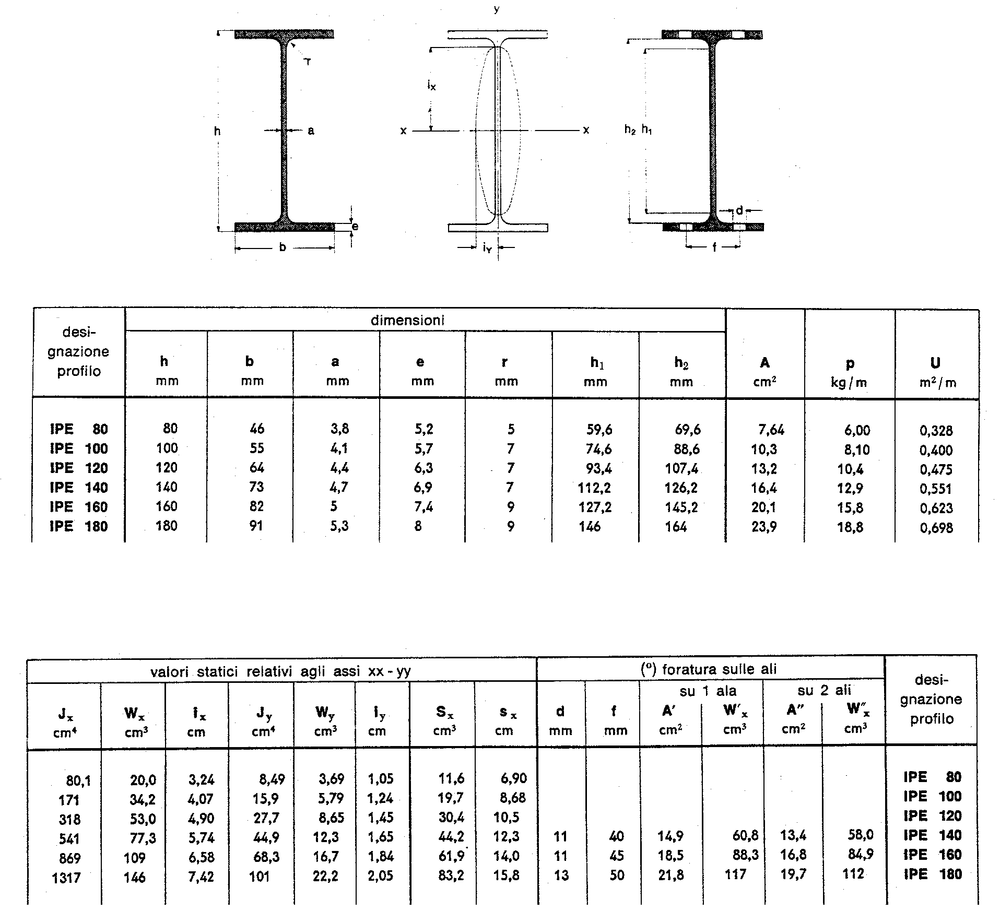 y
h
a
r
b
e
x
x
iₓ
i_Y
h₂ h₁
d
f
desi-
gnazione
profilo
dimensioni
h b a e r h₁ h₂ A p U
mm mm mm mm mm mm mm cm² kg/m m²/m
IPE 80 80 46 3,8 5,2 5 59,6 69,6 7,64 6,00 0,328
IPE 100 100 55 4,1 5,7 7 74,6 88,6 10,3 8,10 0,400
IPE 120 120 64 4,4 6,3 7 93,4 107,4 13,2 10,4 0,475
IPE 140 140 73 4,7 6,9 7 112,2 126,2 16,4 12,9 0,551
IPE 160 160 82 5 7,4 9 127,2 145,2 20,1 15,8 0,623
IPE 180 180 91 5,3 8 9 146 164 23,9 18,8 0,698
valori statici relativi agli assi xx - yy
(º) foratura sulle ali
su 1 ala su 2 ali
desi-
gnazione
profilo
Jₓ Wₓ iₓ J_y W_y i_y Sₓ sₓ d f A′ W′ₓ A″ W″ₓ
cm⁴ cm³ cm cm⁴ cm³ cm cm³ cm mm mm cm² cm³ cm² cm³
80,1 20,0 3,24 8,49 3,69 1,05 11,6 6,90 IPE 80
171 34,2 4,07 15,9 5,79 1,24 19,7 8,68 IPE 100
318 53,0 4,90 27,7 8,65 1,45 30,4 10,5 IPE 120
541 77,3 5,74 44,9 12,3 1,65 44,2 12,3 11 40 14,9 60,8 13,4 58,0 IPE 140
869 109 6,58 68,3 16,7 1,84 61,9 14,0 11 45 18,5 88,3 16,8 84,9 IPE 160
1317 146 7,42 101 22,2 2,05 83,2 15,8 13 50 21,8 117 19,7 112 IPE 180